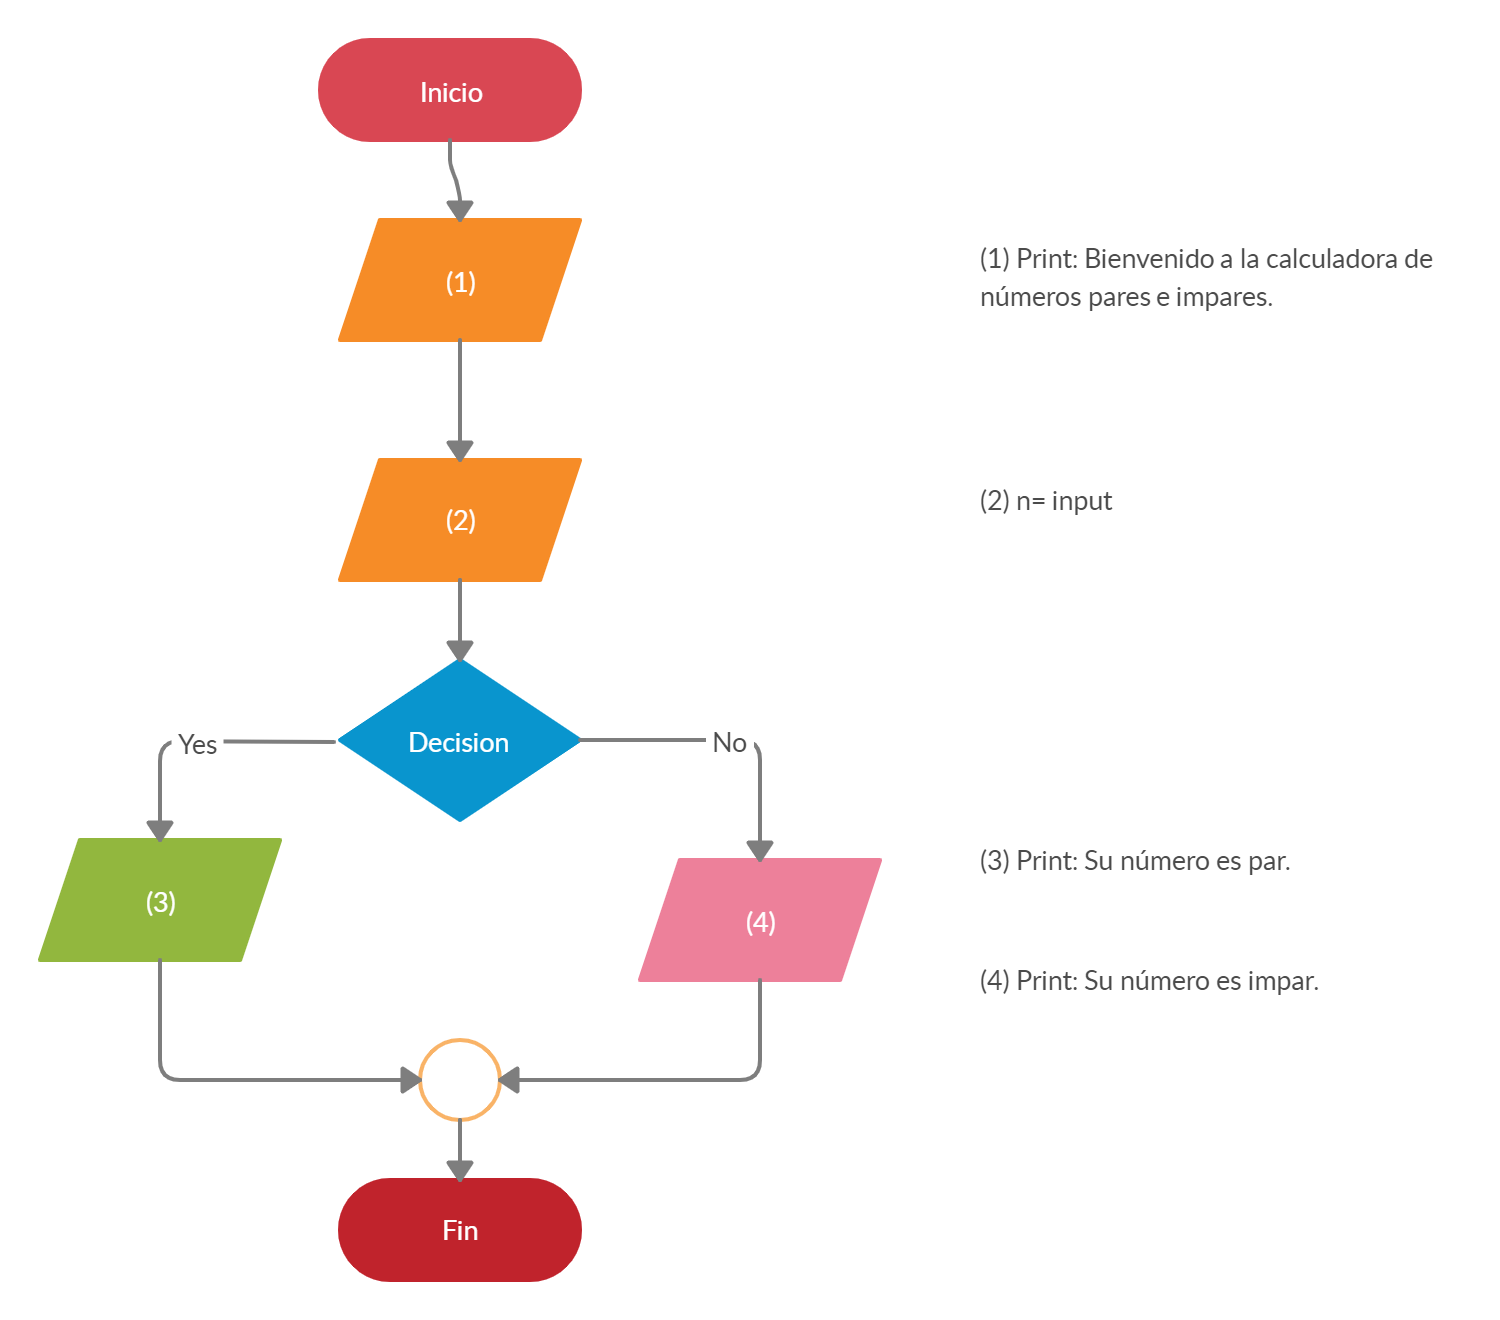 Inicio
(1)
(1) Print: Bienvenido a la calculadora de
números pares e impares.
(2)
(2) n= input
Decision
Yes
No
(3)
(3) Print: Su número es par.
(4)
(4) Print: Su número es impar.
Fin